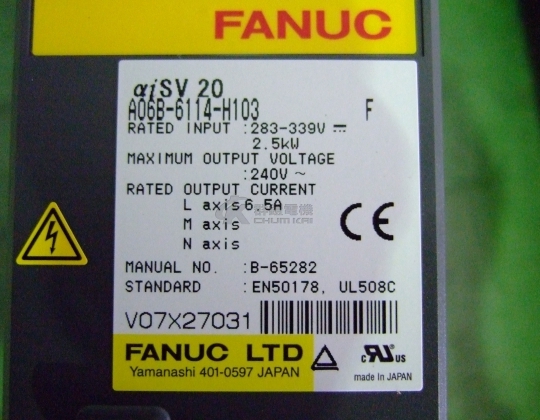 FANUC
αiSV 20
A06B-6114-H103 F
RATED INPUT :283-339V ⎓
2.5kW
MAXIMUM OUTPUT VOLTAGE
:240V ~
RATED OUTPUT CURRENT
L axis 6.5A
M axis
N axis
CE
MANUAL NO. :B-65282
STANDARD :EN50178, UL508C
V07X27031
FANUC LTD
Yamanashi 401-0597 JAPAN
c RU us
made in JAPAN
CHUMKAI